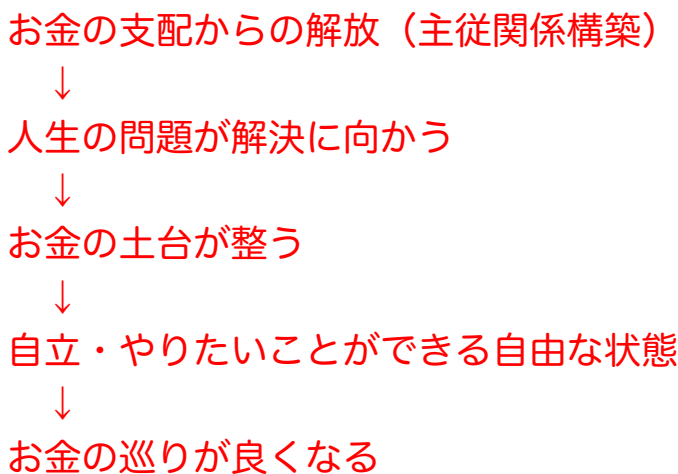 お金の支配からの解放（主従関係構築）
↓
人生の問題が解決に向かう
↓
お金の土台が整う
↓
自立・やりたいことができる自由な状態
↓
お金の巡りが良くなる